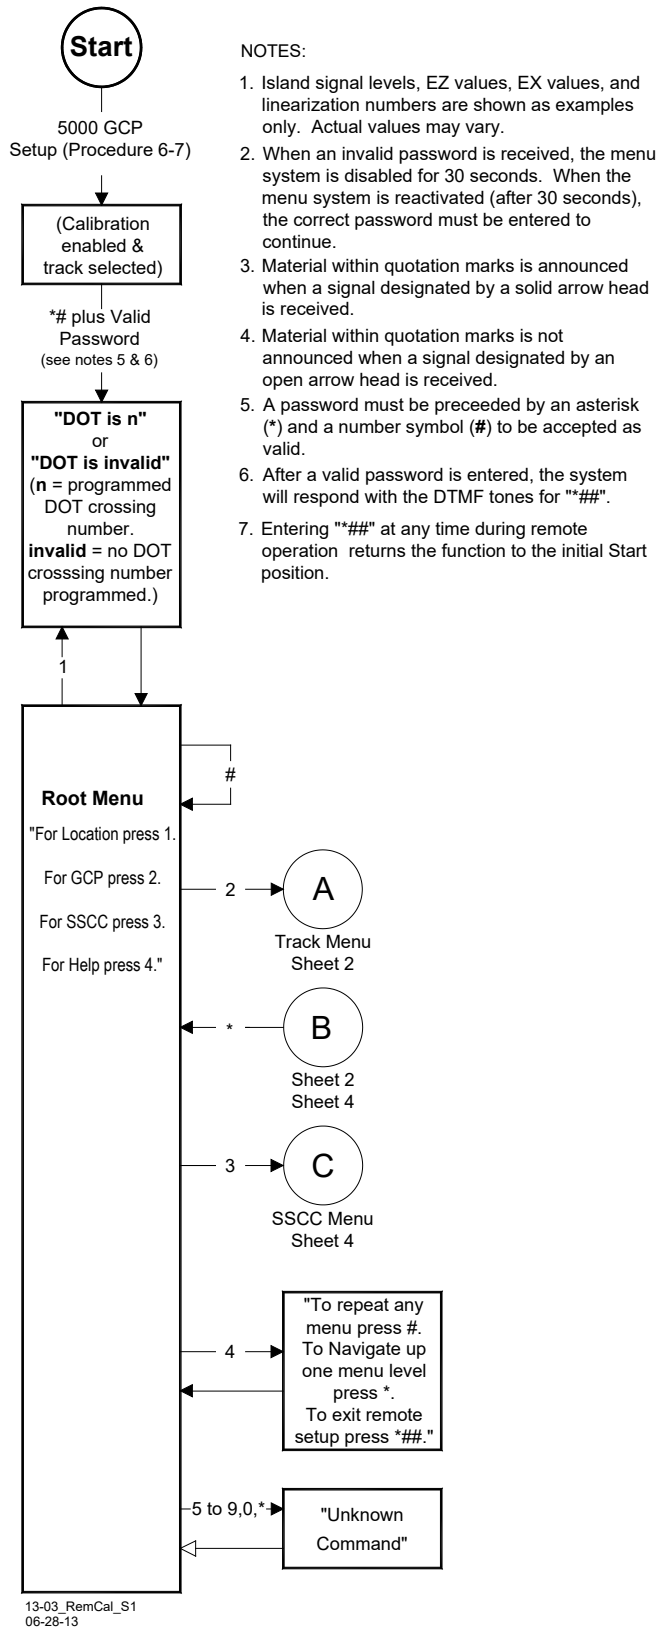 Start
5000 GCP
Setup (Procedure 6-7)
(Calibration
enabled &
track selected)
*# plus Valid
Password
(see notes 5 & 6)
"DOT is n"
or
"DOT is invalid"
(n = programmed
DOT crossing
number.
invalid = no DOT
crosssing number
programmed.)
1
NOTES:
1. Island signal levels, EZ values, EX values, and
linearization numbers are shown as examples
only. Actual values may vary.
2. When an invalid password is received, the menu
system is disabled for 30 seconds. When the
menu system is reactivated (after 30 seconds),
the correct password must be entered to
continue.
3. Material within quotation marks is announced
when a signal designated by a solid arrow head
is received.
4. Material within quotation marks is not
announced when a signal designated by an
open arrow head is received.
5. A password must be preceeded by an asterisk
(*) and a number symbol (#) to be accepted as
valid.
6. After a valid password is entered, the system
will respond with the DTMF tones for "*##".
7. Entering "*##" at any time during remote
operation returns the function to the initial Start
position.
Root Menu
"For Location press 1.
For GCP press 2.
For SSCC press 3.
For Help press 4."
#
2
A
Track Menu
Sheet 2
*
B
Sheet 2
Sheet 4
3
C
SSCC Menu
Sheet 4
4
"To repeat any
menu press #.
To Navigate up
one menu level
press *.
To exit remote
setup press *##."
5 to 9,0,*
"Unknown
Command"
13-03_RemCal_S1
06-28-13